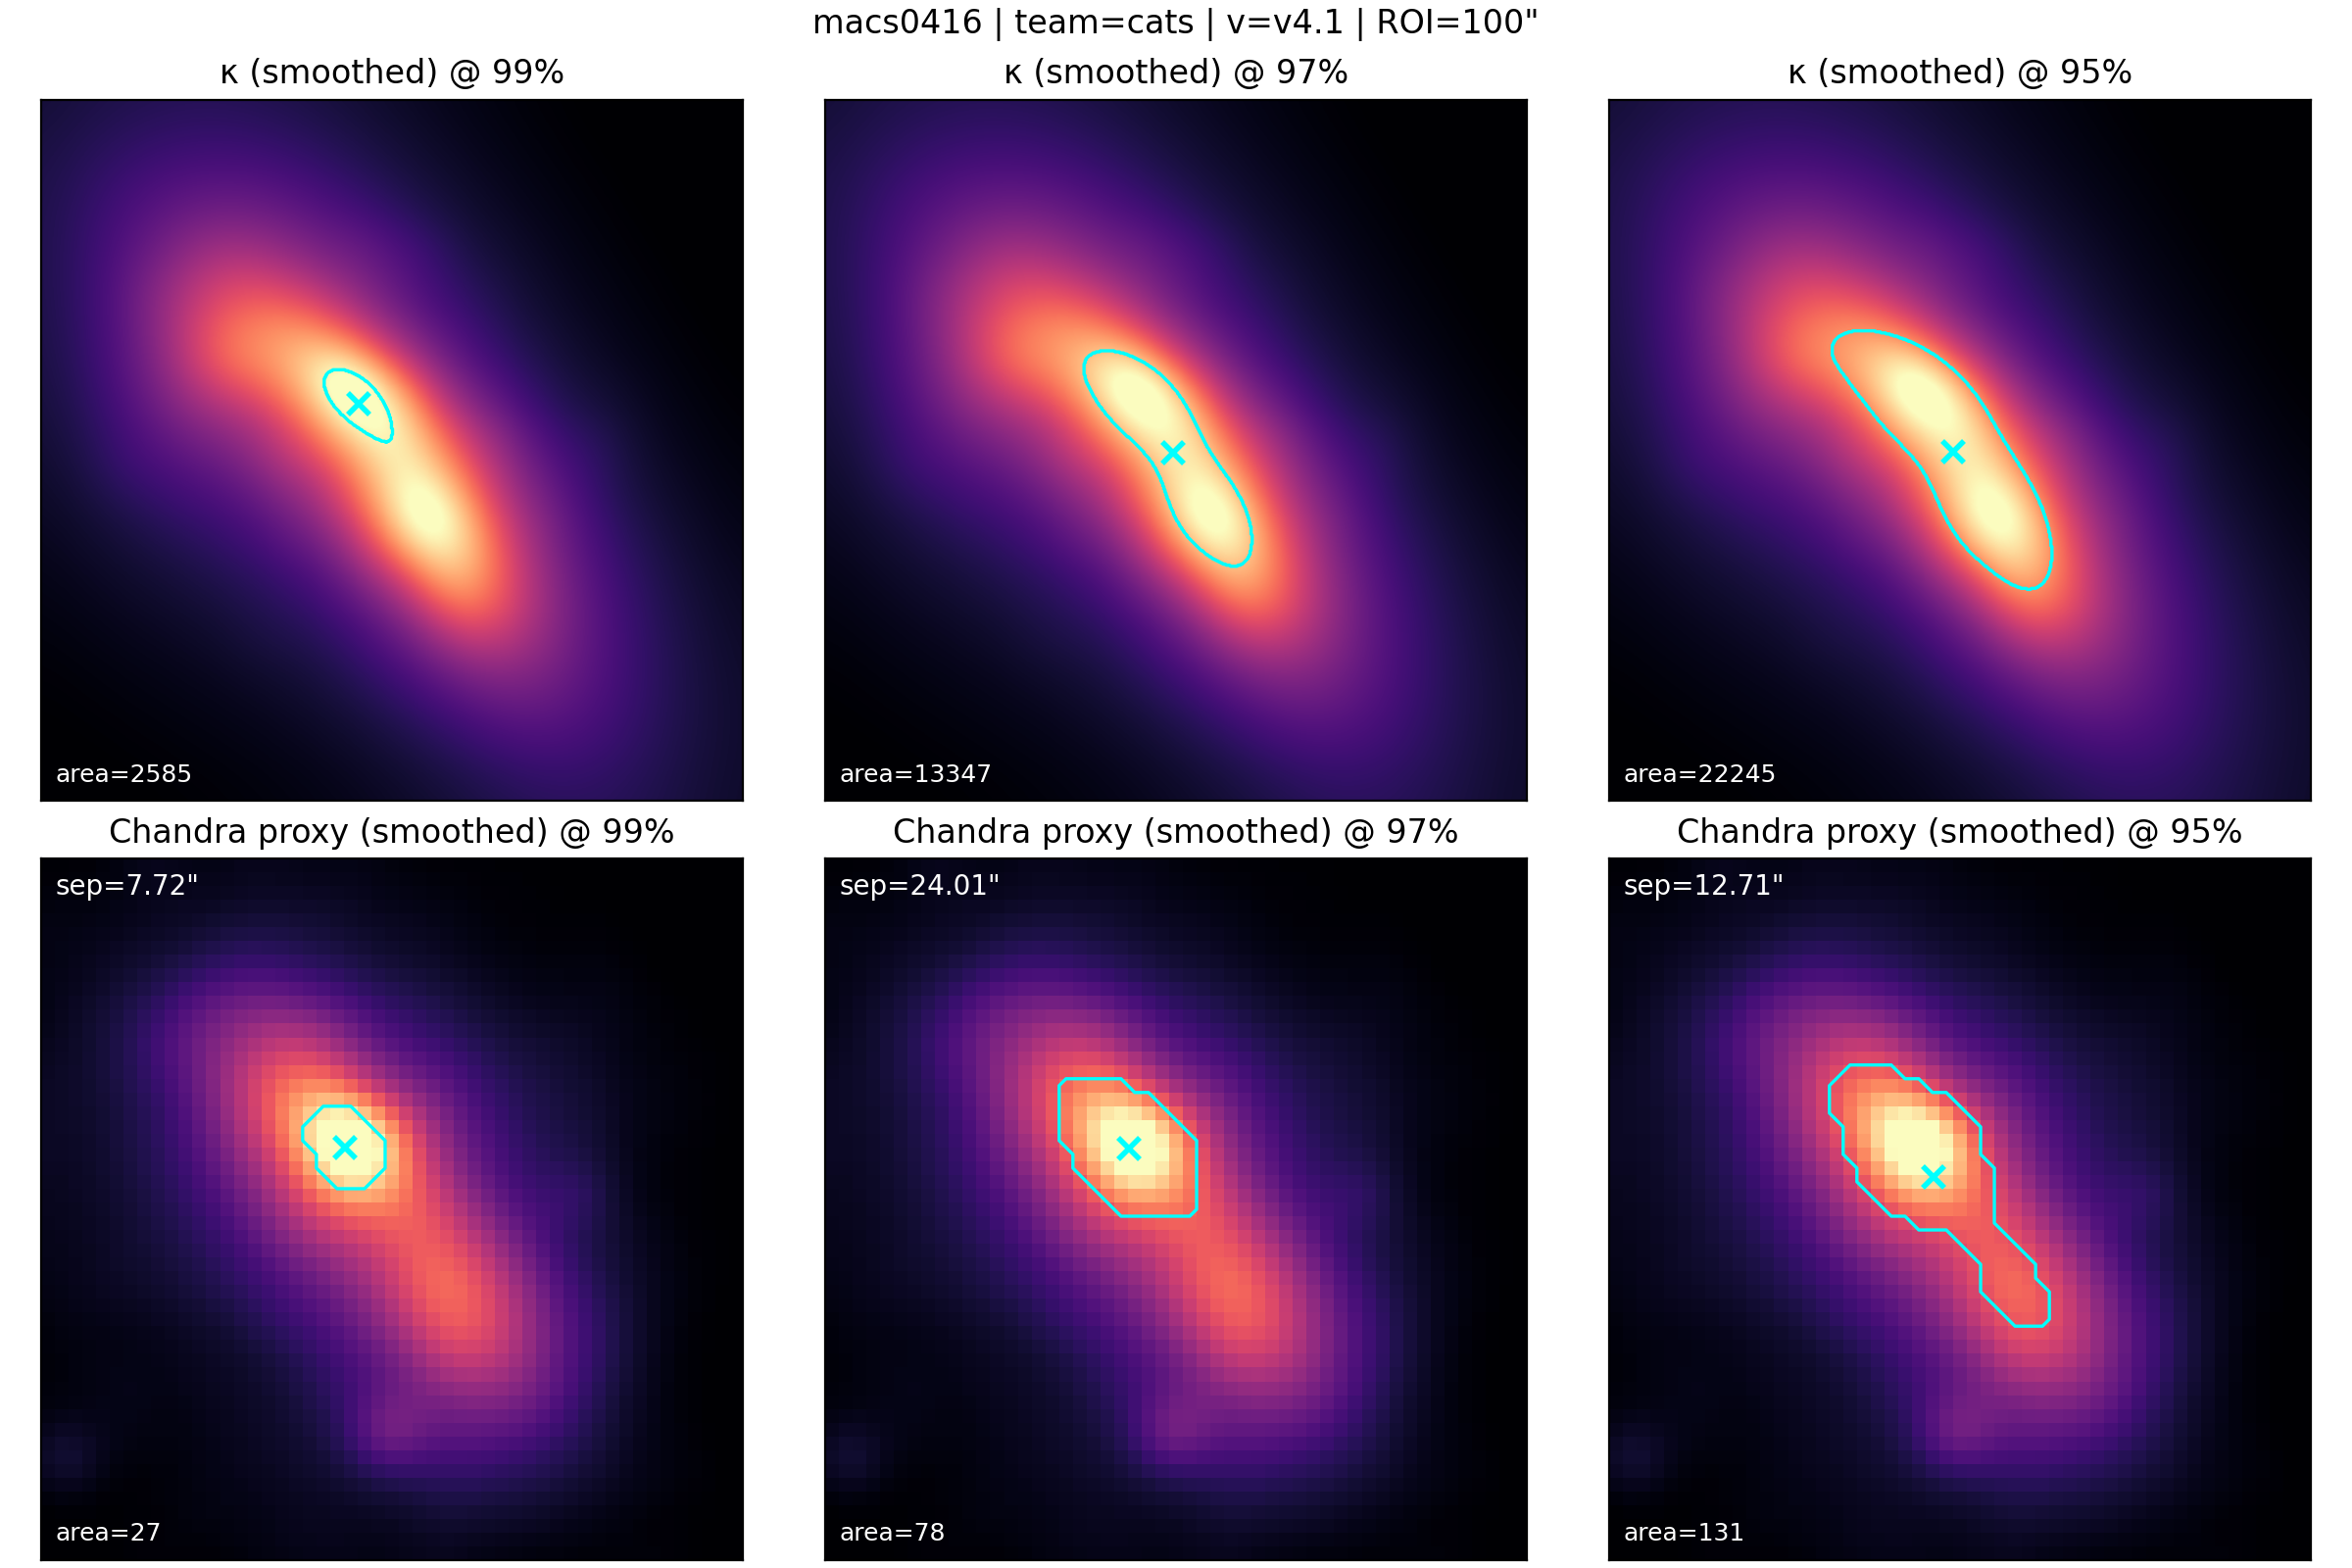 macs0416 | team=cats | v=v4.1 | ROI=100"
κ (smoothed) @ 99%
κ (smoothed) @ 97%
κ (smoothed) @ 95%
area=2585
area=13347
area=22245
Chandra proxy (smoothed) @ 99%
Chandra proxy (smoothed) @ 97%
Chandra proxy (smoothed) @ 95%
sep=7.72"
sep=24.01"
sep=12.71"
area=27
area=78
area=131